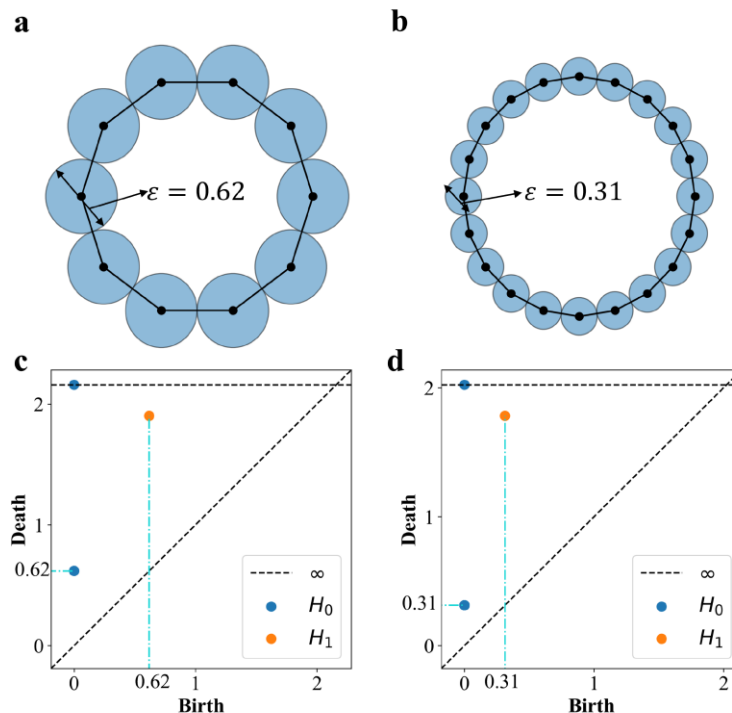 a
b
ε = 0.62
ε = 0.31
c
d
2
1
0.62
0
Death
0
0.62
1
2
Birth
∞
H₀
H₁
2
1
0.31
0
Death
0
0.31
1
2
Birth
∞
H₀
H₁